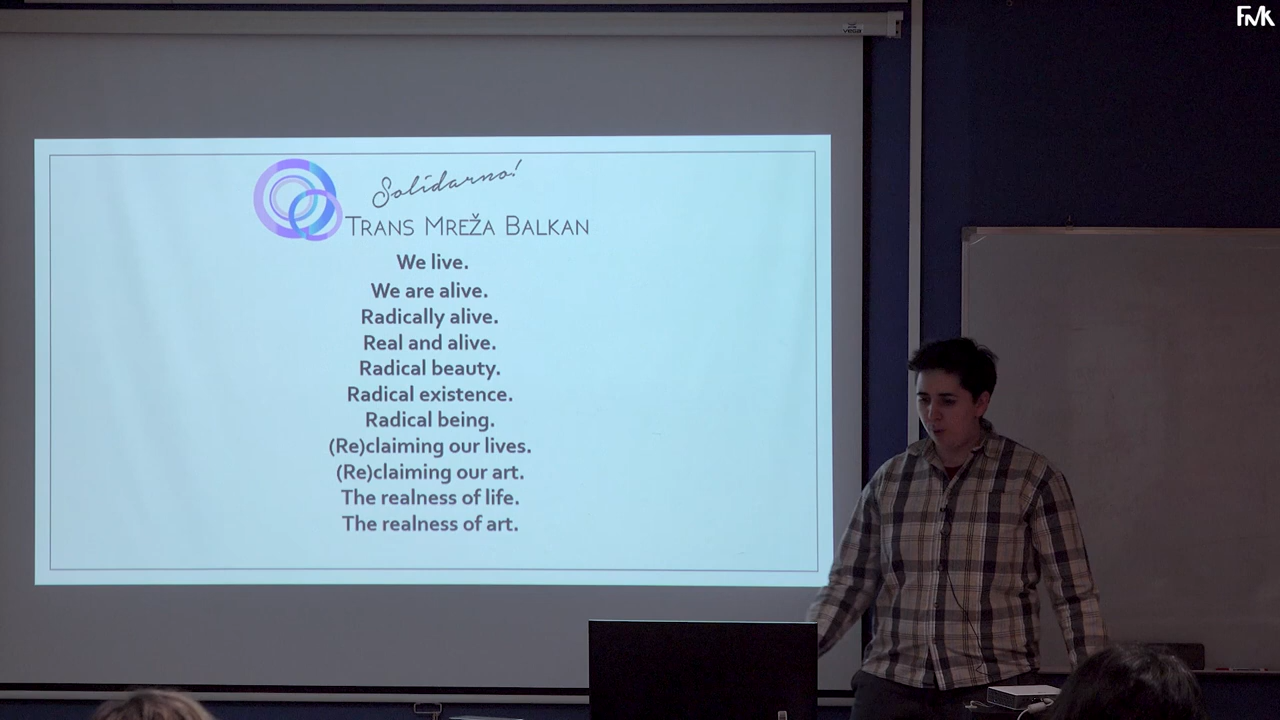 FMK
VEGA
Solidarno!
TRANS MREŽA BALKAN
We live.
We are alive.
Radically alive.
Real and alive.
Radical beauty.
Radical existence.
Radical being.
(Re)claiming our lives.
(Re)claiming our art.
The realness of life.
The realness of art.